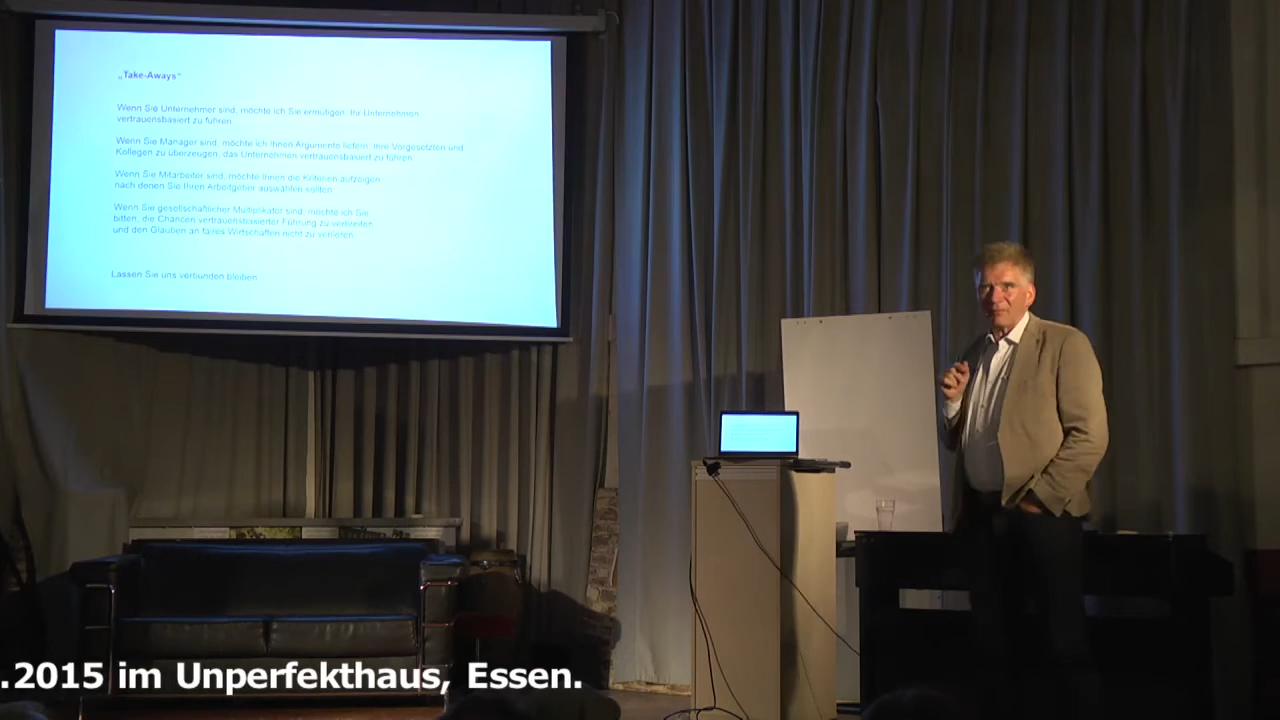 „Take-Aways“
Wenn Sie Unternehmer sind, möchte ich Sie ermutigen, Ihr Unternehmen
vertrauensbasiert zu führen.
Wenn Sie Manager sind, möchte ich Ihnen Argumente liefern, Ihre Vorgesetzten und
Kollegen zu überzeugen, das Unternehmen vertrauensbasiert zu führen.
Wenn Sie Mitarbeiter sind, möchte Ihnen die Kriterien aufzeigen,
nach denen Sie Ihren Arbeitgeber auswählen sollten.
Wenn Sie gesellschaftlicher Multiplikator sind, möchte ich Sie
bitten, die Chancen vertrauensbasierter Führung zu verbreiten
und den Glauben an faires Wirtschaften nicht zu verlieren.
Lassen Sie uns verbunden bleiben
.2015 im Unperfekthaus, Essen.